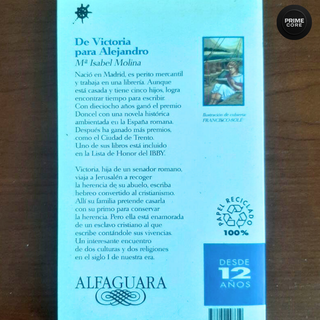 PRIME
CORE
De Victoria
para Alejandro
Mª Isabel Molina
Nació en Madrid, es perito mercantil
y trabaja en una librería. Aunque
está casada y tiene cinco hijos, logra
encontrar tiempo para escribir.
Con dieciocho años ganó el premio
Doncel con una novela histórica
ambientada en la España romana.
Después ha ganado más premios,
como el Ciudad de Trento.
Uno de sus libros está incluido
en la Lista de Honor del IBBY.
Victoria, hija de un senador romano,
viaja a Jerusalén a recoger
la herencia de su abuelo, escriba
hebreo convertido al cristianismo.
Allí su familia pretende casarla
con su primo para conservar
la herencia. Pero ella está enamorada
de un esclavo cristiano al que
escribe contándole sus vivencias.
Un interesante encuentro
de dos culturas y dos religiones
en el siglo I de nuestra era.
ALFAGUARA
Ilustración de cubierta
FRANCISCO SOLÉ
PAPEL RECICLADO
100%
DESDE
12
AÑOS